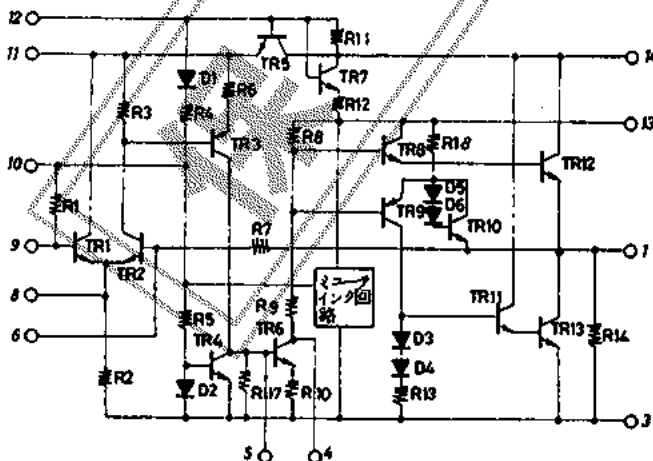 12
11
14
R11
TR5
TR7
D1
R6
R12
R3
R4
13
TR3
R8
TR8
R18
TR12
10
D5
R1
D6
TR9
TR10
R7
9
TR1
TR2
1
8
ミューティング回路
TR11
R9
TR13
R14
6
R5
TR4
TR6
D3
D4
R2
D2
R10
R13
3
5
4